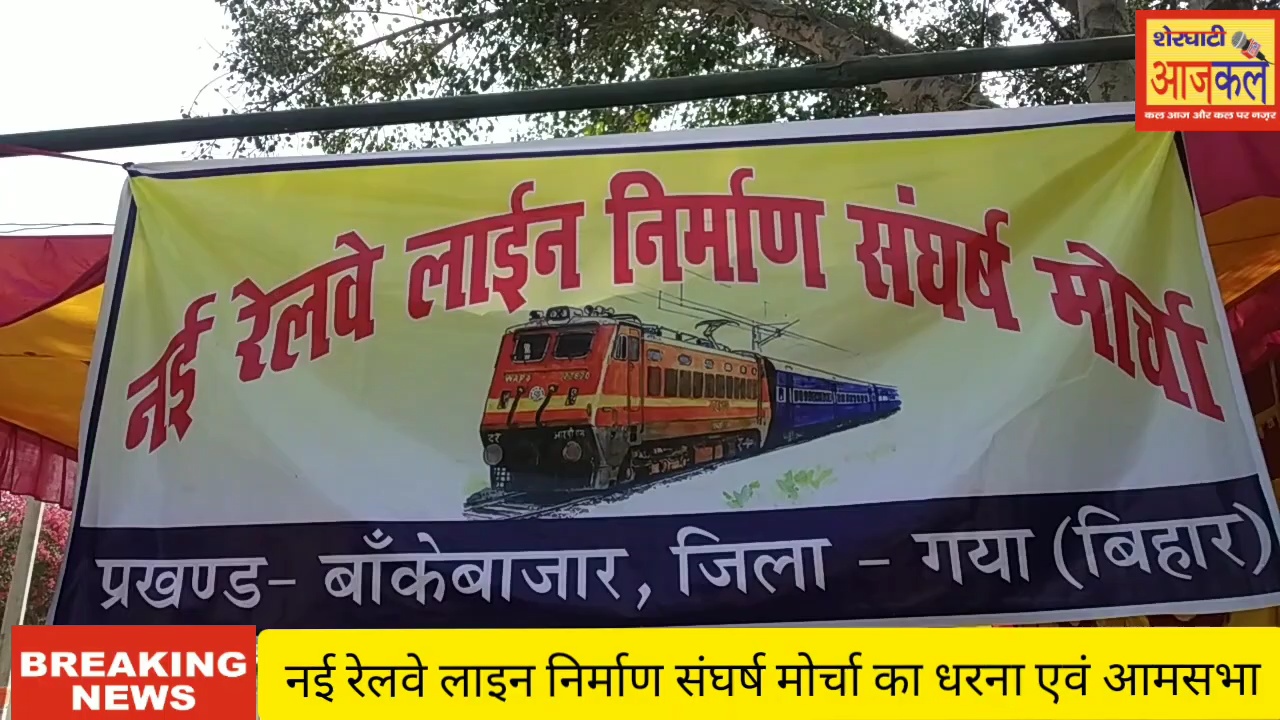 शेरघाटी
आजकल
कल आज और कल पर नज़र
नई रेलवे लाईन निर्माण संघर्ष मोर्चा
WAP4
प्रखण्ड- बाँकेबाजार, जिला - गया (बिहार)
BREAKING
NEWS
नई रेलवे लाइन निर्माण संघर्ष मोर्चा का धरना एवं आमसभा